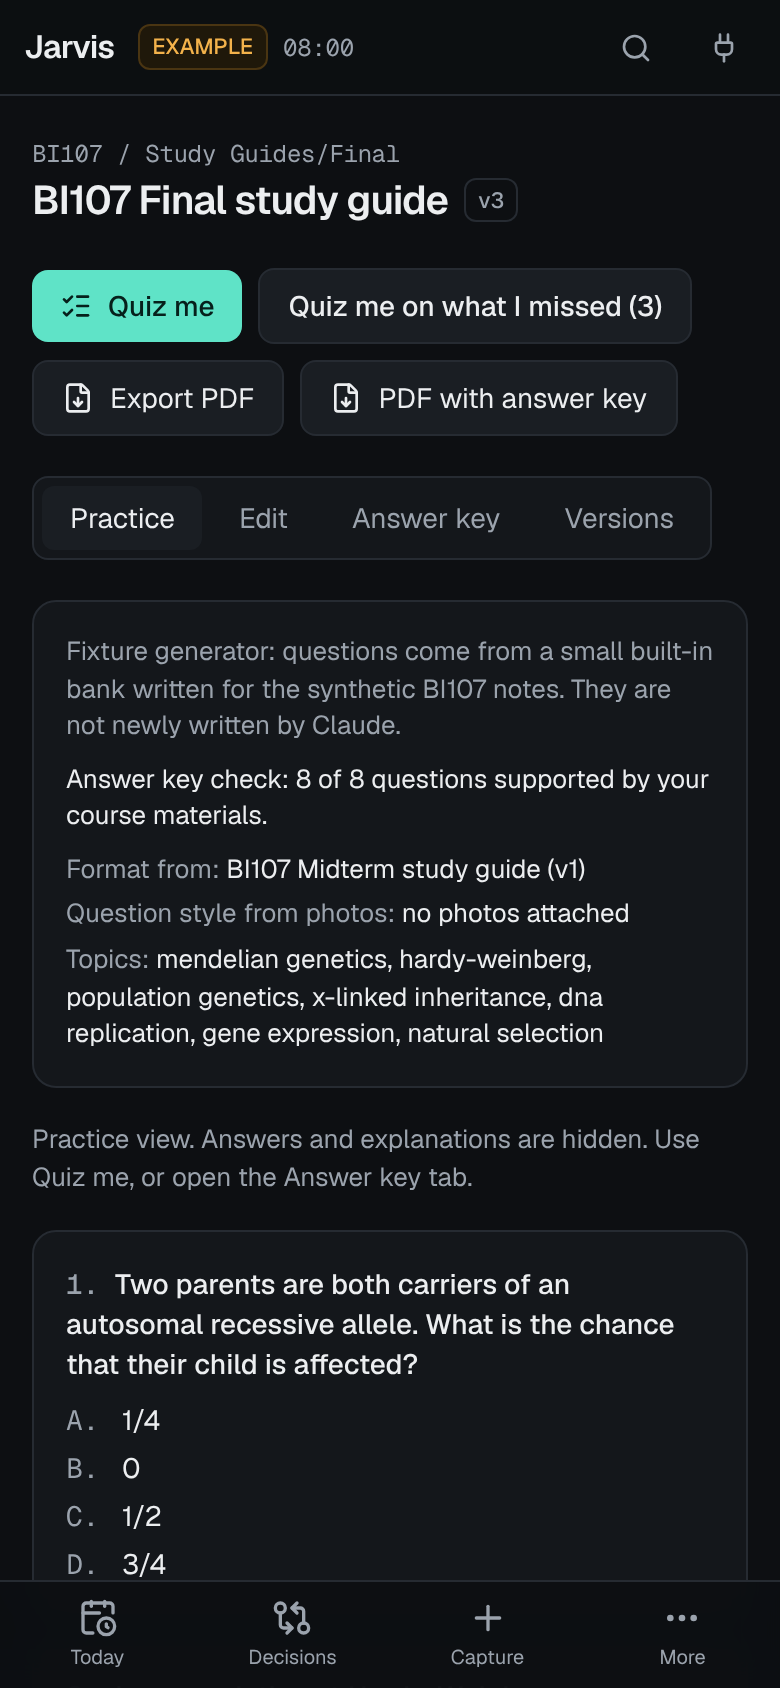 Jarvis EXAMPLE 08:00
BI107 / Study Guides/Final
BI107 Final study guide v3
Quiz me
Quiz me on what I missed (3)
Export PDF
PDF with answer key
Practice Edit Answer key Versions
Fixture generator: questions come from a small built-in
bank written for the synthetic BI107 notes. They are
not newly written by Claude.
Answer key check: 8 of 8 questions supported by your
course materials.
Format from: BI107 Midterm study guide (v1)
Question style from photos: no photos attached
Topics: mendelian genetics, hardy-weinberg,
population genetics, x-linked inheritance, dna
replication, gene expression, natural selection
Practice view. Answers and explanations are hidden. Use
Quiz me, or open the Answer key tab.
1. Two parents are both carriers of an
autosomal recessive allele. What is the chance
that their child is affected?
A. 1/4
B. 0
C. 1/2
D. 3/4
Today Decisions Capture More